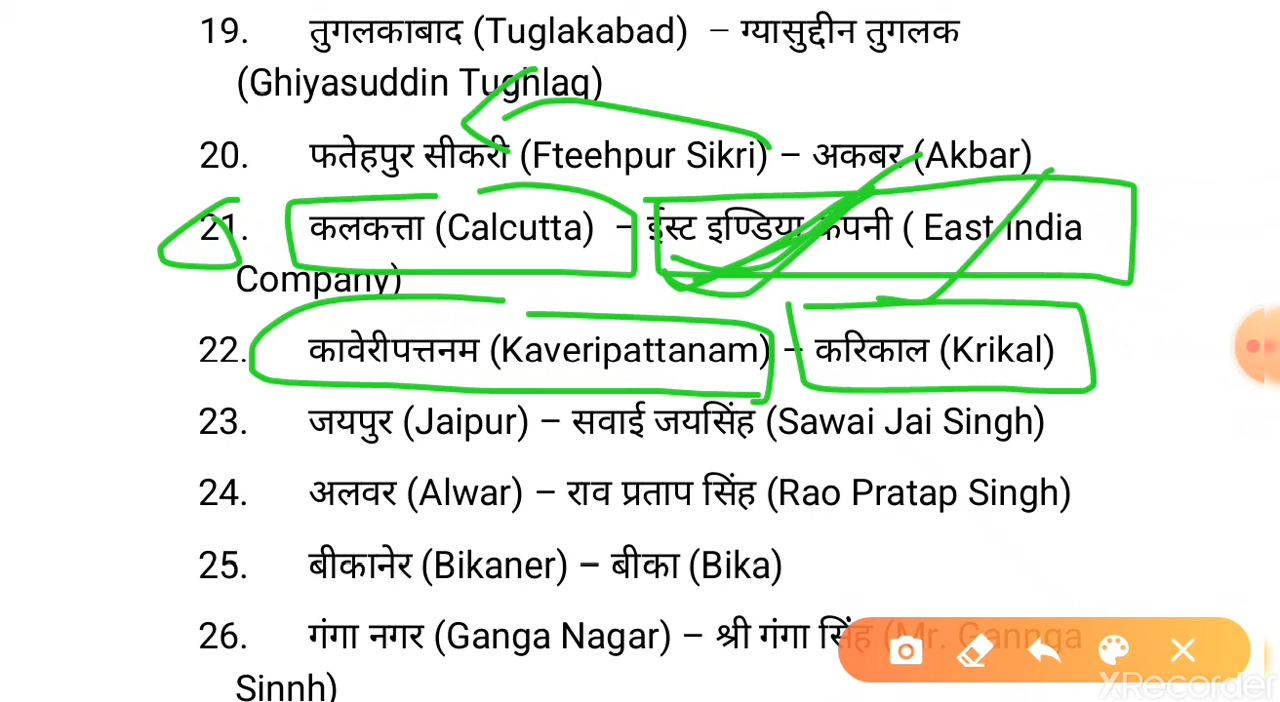 19. तुगलकाबाद (Tuglakabad) – ग्यासुद्दीन तुगलक
(Ghiyasuddin Tughlaq)
20. फतेहपुर सीकरी (Fteehpur Sikri) – अकबर (Akbar)
21. कलकत्ता (Calcutta) – ईस्ट इण्डिया कंपनी ( East India
Company)
22. कावेरीपत्तनम (Kaveripattanam) – करिकाल (Krikal)
23. जयपुर (Jaipur) – सवाई जयसिंह (Sawai Jai Singh)
24. अलवर (Alwar) – राव प्रताप सिंह (Rao Pratap Singh)
25. बीकानेर (Bikaner) – बीका (Bika)
26. गंगा नगर (Ganga Nagar) – श्री गंगा सिंह (Mr. Gannga
Sinnh)
XRecorder